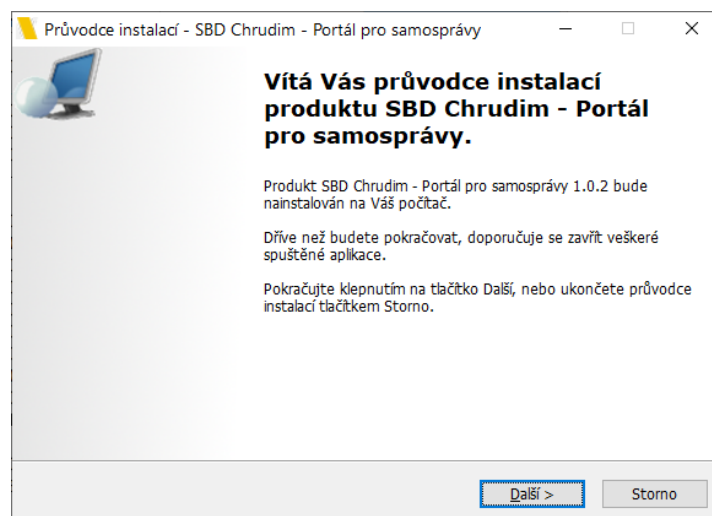 Průvodce instalací - SBD Chrudim - Portál pro samosprávy
Vítá Vás průvodce instalací
produktu SBD Chrudim - Portál
pro samosprávy.
Produkt SBD Chrudim - Portál pro samosprávy 1.0.2 bude
nainstalován na Váš počítač.
Dříve než budete pokračovat, doporučuje se zavřít veškeré
spuštěné aplikace.
Pokračujte klepnutím na tlačítko Další, nebo ukončete průvodce
instalací tlačítkem Storno.
Další >
Storno